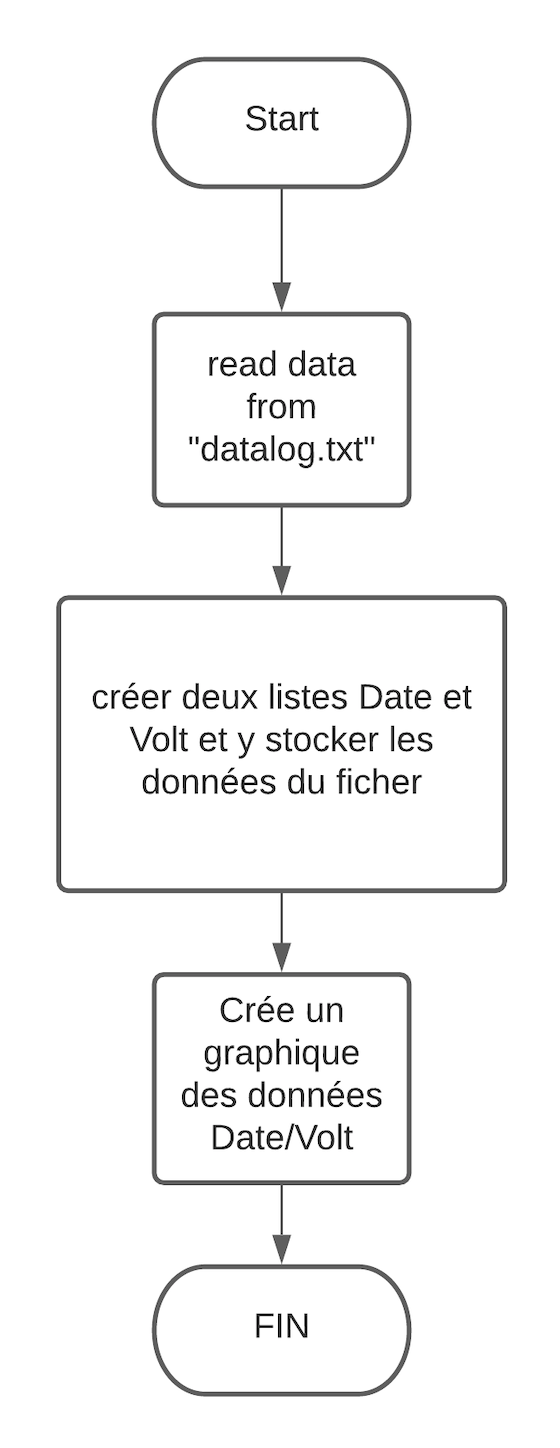 Start
read data
from
"datalog.txt"
créer deux listes Date et
Volt et y stocker les
données du ficher
Crée un
graphique
des données
Date/Volt
FIN